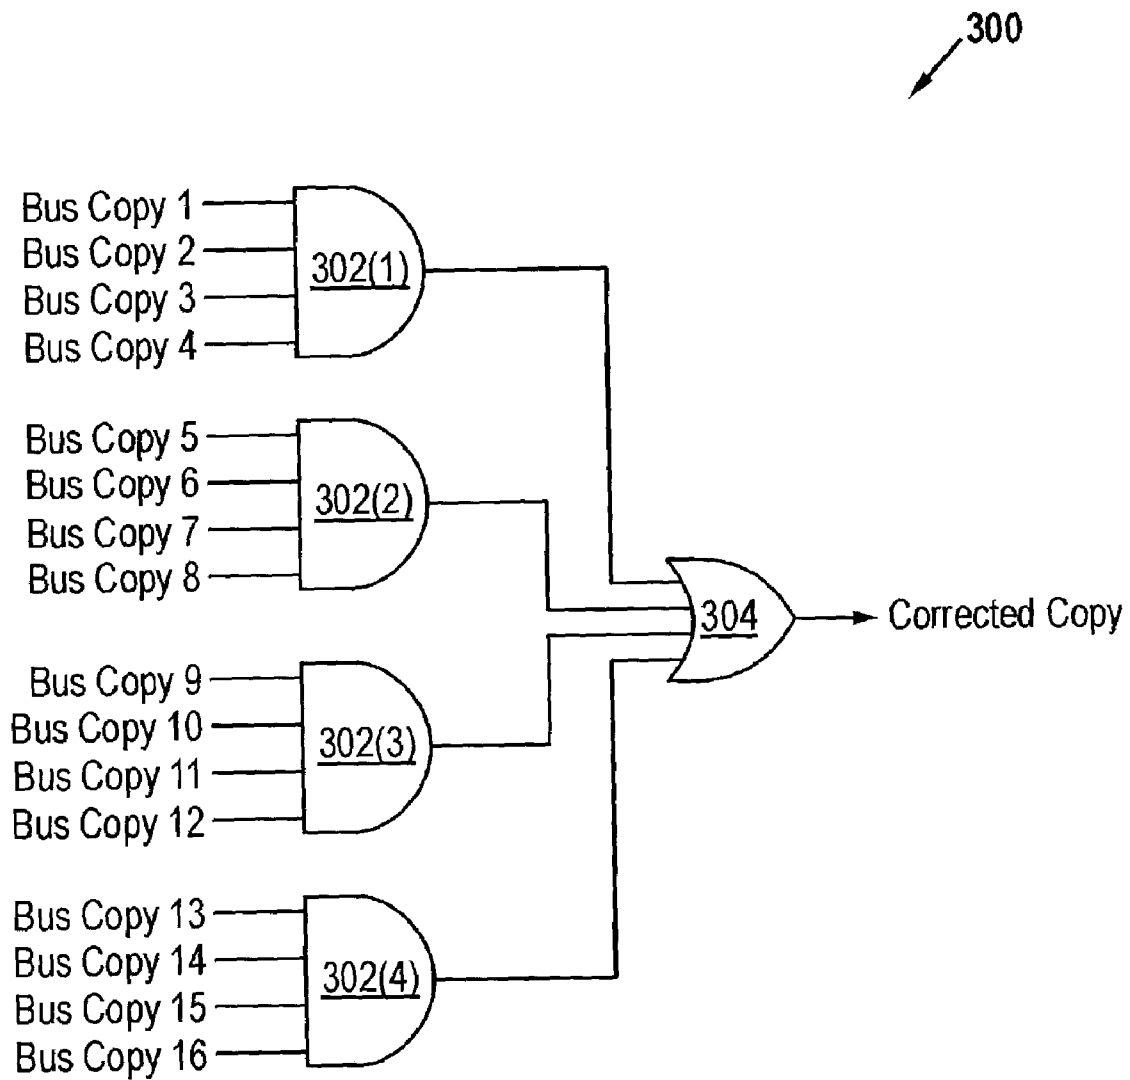 300
Bus Copy 1
Bus Copy 2
Bus Copy 3
Bus Copy 4
302(1)
Bus Copy 5
Bus Copy 6
Bus Copy 7
Bus Copy 8
302(2)
304
Corrected Copy
Bus Copy 9
Bus Copy 10
Bus Copy 11
Bus Copy 12
302(3)
Bus Copy 13
Bus Copy 14
Bus Copy 15
Bus Copy 16
302(4)